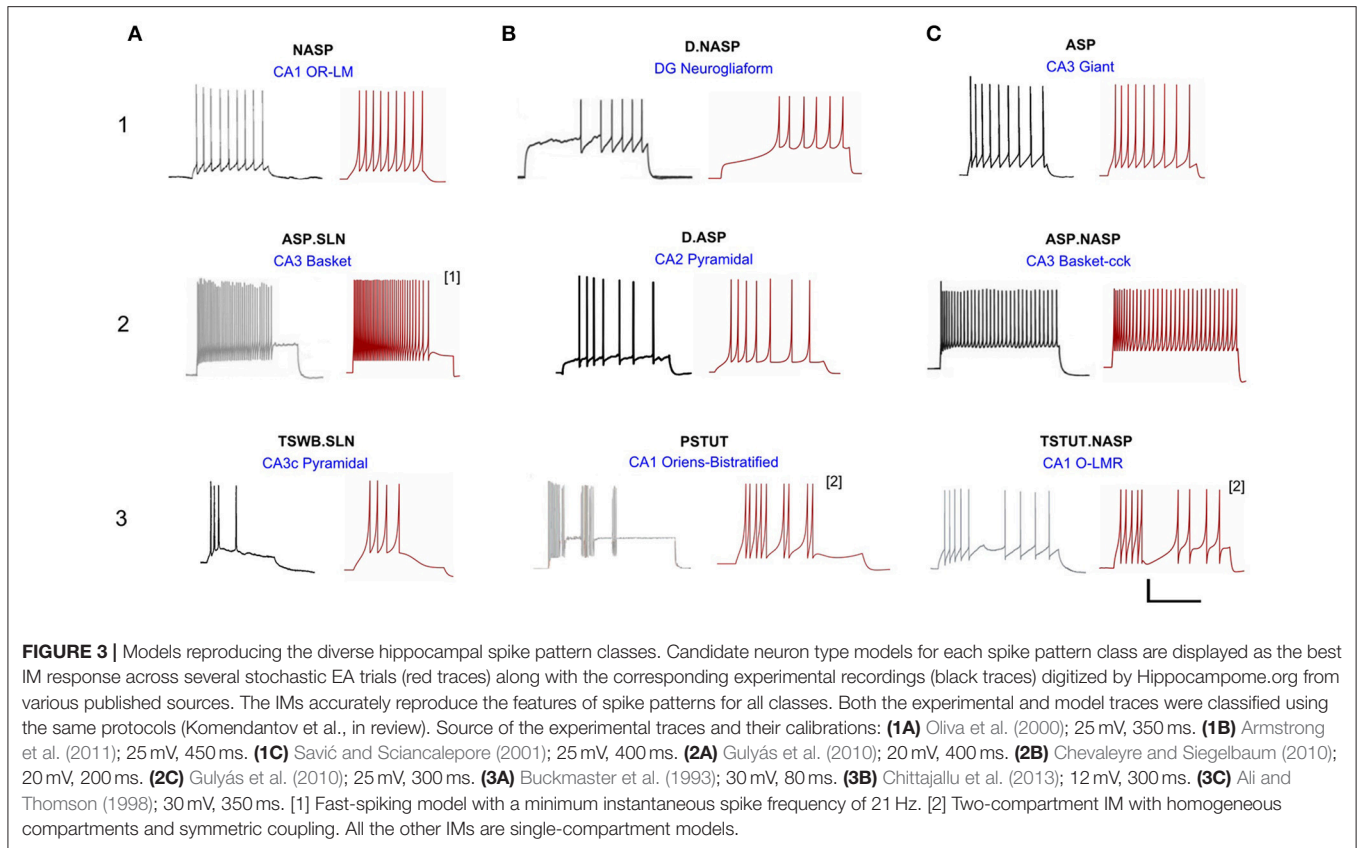 A
B
C
NASP
CA1 OR-LM
D.NASP
DG Neurogliaform
ASP
CA3 Giant
1
ASP.SLN
CA3 Basket
[1]
D.ASP
CA2 Pyramidal
ASP.NASP
CA3 Basket-cck
2
TSWB.SLN
CA3c Pyramidal
PSTUT
CA1 Oriens-Bistratified
[2]
TSTUT.NASP
CA1 O-LMR
[2]
3
FIGURE 3 | Models reproducing the diverse hippocampal spike pattern classes. Candidate neuron type models for each spike pattern class are displayed as the best
IM response across several stochastic EA trials (red traces) along with the corresponding experimental recordings (black traces) digitized by Hippocampome.org from
various published sources. The IMs accurately reproduce the features of spike patterns for all classes. Both the experimental and model traces were classified using
the same protocols (Komendantov et al., in review). Source of the experimental traces and their calibrations: (1A) Oliva et al. (2000); 25 mV, 350 ms. (1B) Armstrong
et al. (2011); 25 mV, 450 ms. (1C) Savić and Sciancalepore (2001); 25 mV, 400 ms. (2A) Gulyás et al. (2010); 20 mV, 400 ms. (2B) Chevaleyre and Siegelbaum (2010);
20 mV, 200 ms. (2C) Gulyás et al. (2010); 25 mV, 300 ms. (3A) Buckmaster et al. (1993); 30 mV, 80 ms. (3B) Chittajallu et al. (2013); 12 mV, 300 ms. (3C) Ali and
Thomson (1998); 30 mV, 350 ms. [1] Fast-spiking model with a minimum instantaneous spike frequency of 21 Hz. [2] Two-compartment IM with homogeneous
compartments and symmetric coupling. All the other IMs are single-compartment models.